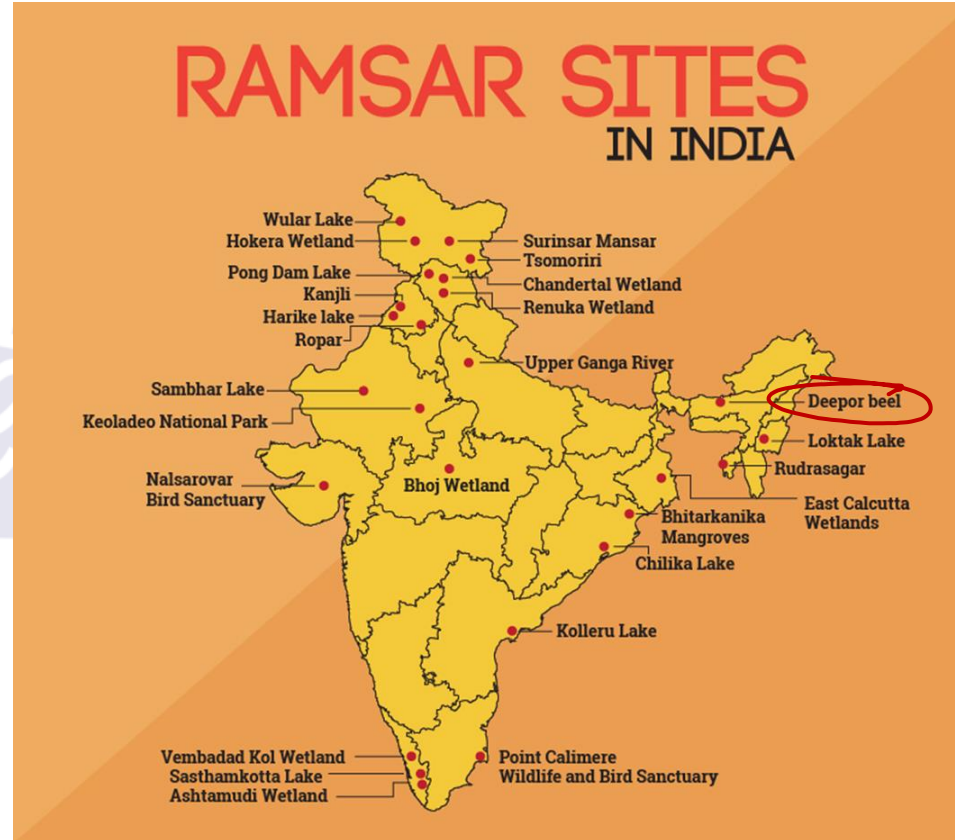 RAMSAR SITES
IN INDIA
Wular Lake
Hokera Wetland
Surinsar Mansar
Tsomoriri
Pong Dam Lake
Chandertal Wetland
Kanjli
Renuka Wetland
Harike lake
Ropar
Upper Ganga River
Sambhar Lake
Deepor beel
Keoladeo National Park
Loktak Lake
Rudrasagar
Nalsarovar
Bird Sanctuary
Bhoj Wetland
East Calcutta
Wetlands
Bhitarkanika
Mangroves
Chilika Lake
Kolleru Lake
Vembadad Kol Wetland
Sasthamkotta Lake
Ashtamudi Wetland
Point Calimere
Wildlife and Bird Sanctuary